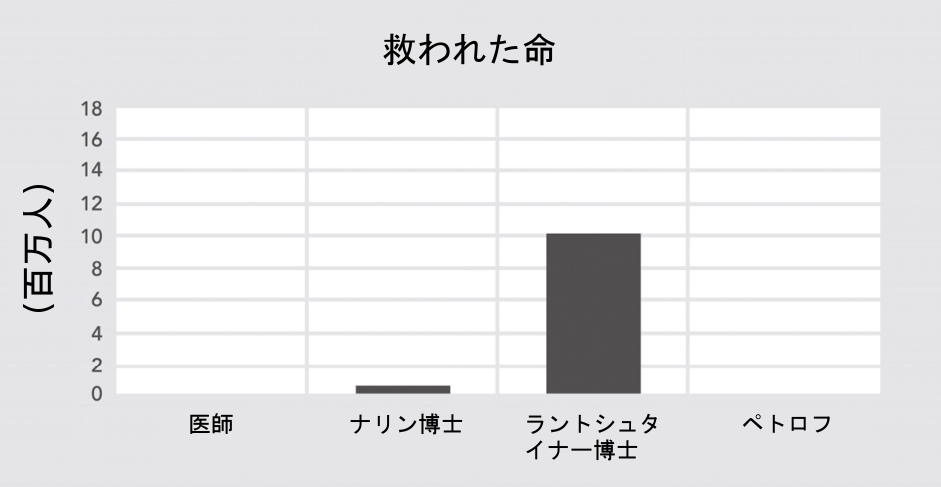 救われた命
(百万人)
18
16
14
12
10
8
6
4
2
0
医師
ナリン博士
ラントシュタ
イナー博士
ペトロフ